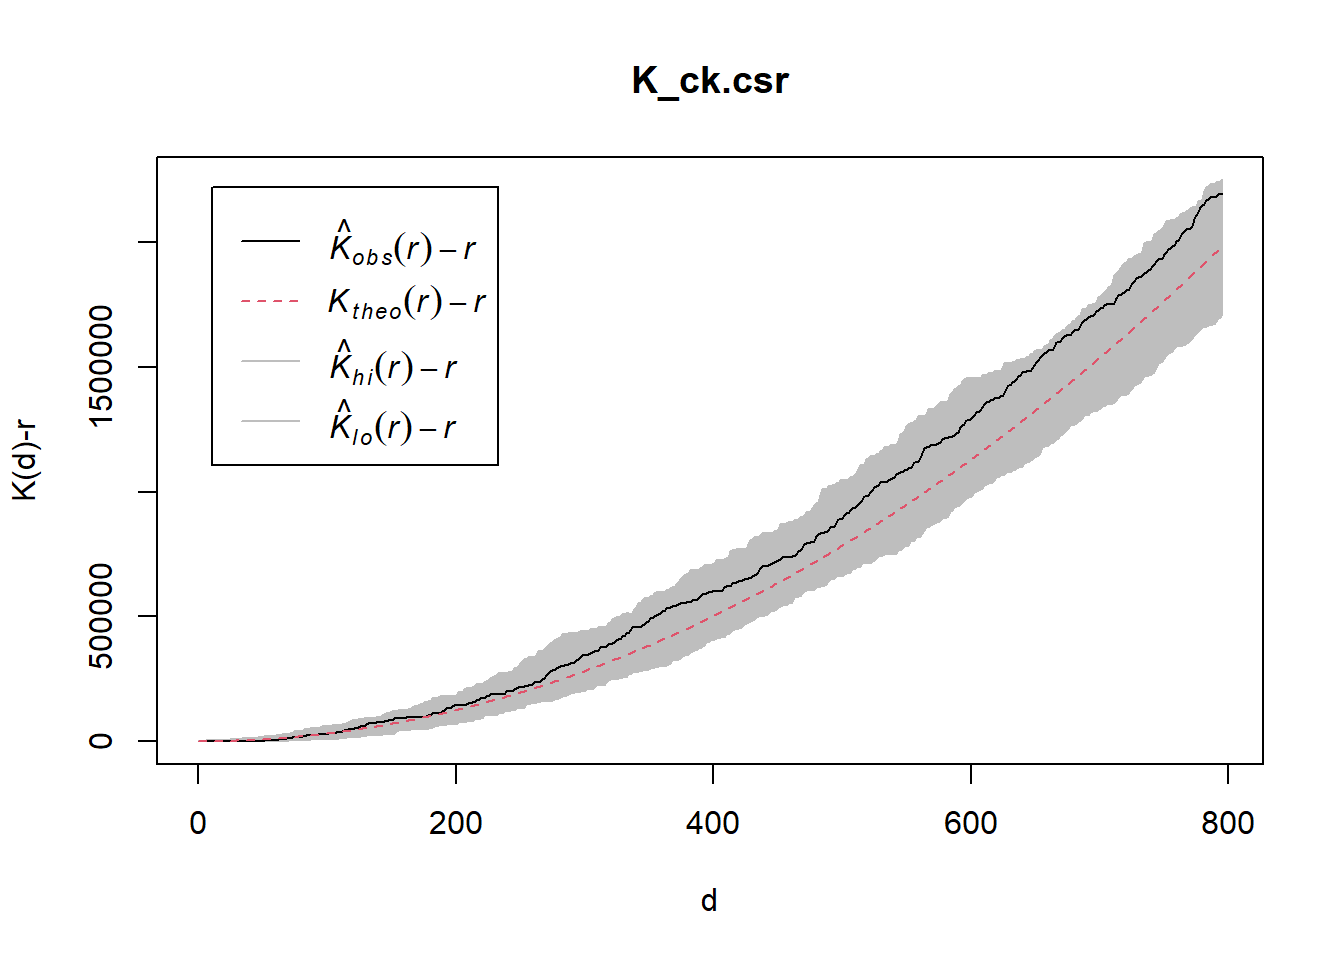 K_ck.csr
K̂obs(r) − r
Ktheo(r) − r
K̂hi(r) − r
K̂lo(r) − r
K(d)-r
0
500000
1500000
0
200
400
600
800
d